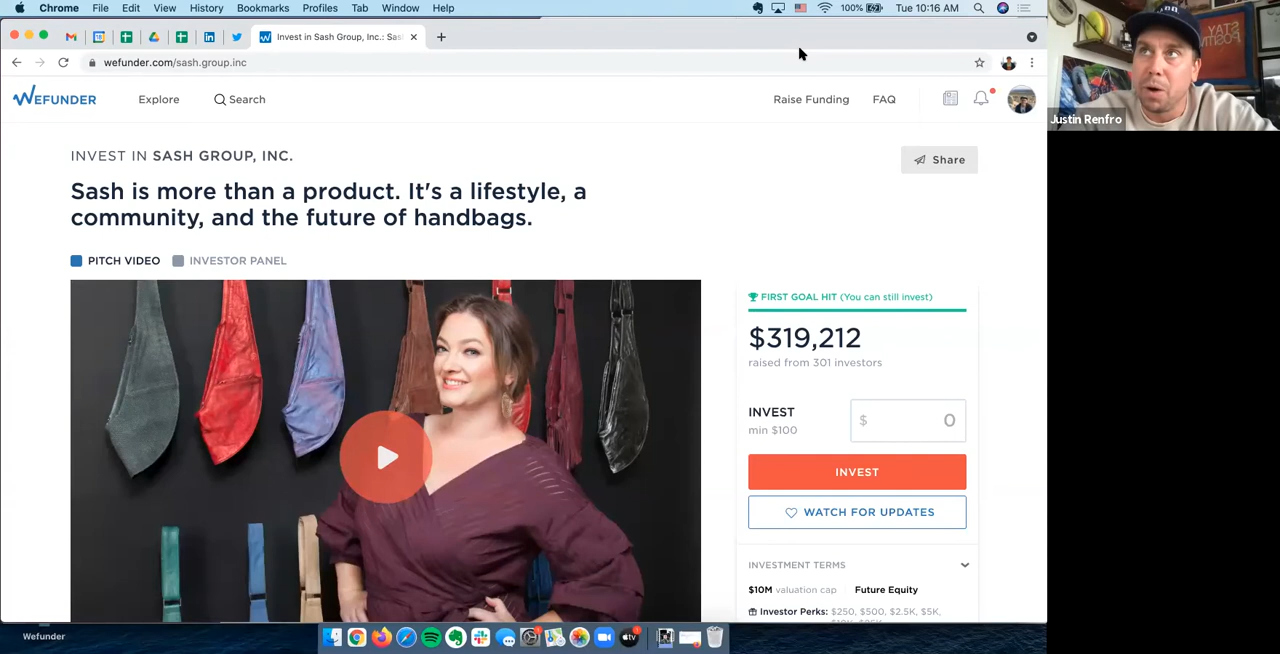 Chrome File Edit View History Bookmarks Profiles Tab Window Help
100% Tue 10:16 AM
Invest in Sash Group, Inc.: Sas
wefunder.com/sash.group.inc
WEFUNDER Explore Search Raise Funding FAQ
STAY
POSITIV
Justin Renfro
INVEST IN SASH GROUP, INC.
Share
Sash is more than a product. It's a lifestyle, a
community, and the future of handbags.
PITCH VIDEO INVESTOR PANEL
FIRST GOAL HIT (You can still invest)
$319,212
raised from 301 investors
INVEST
min $100
$ 0
INVEST
WATCH FOR UPDATES
INVESTMENT TERMS
$10M valuation cap Future Equity
Investor Perks: $250, $500, $2.5K, $5K,
Wefunder
tv